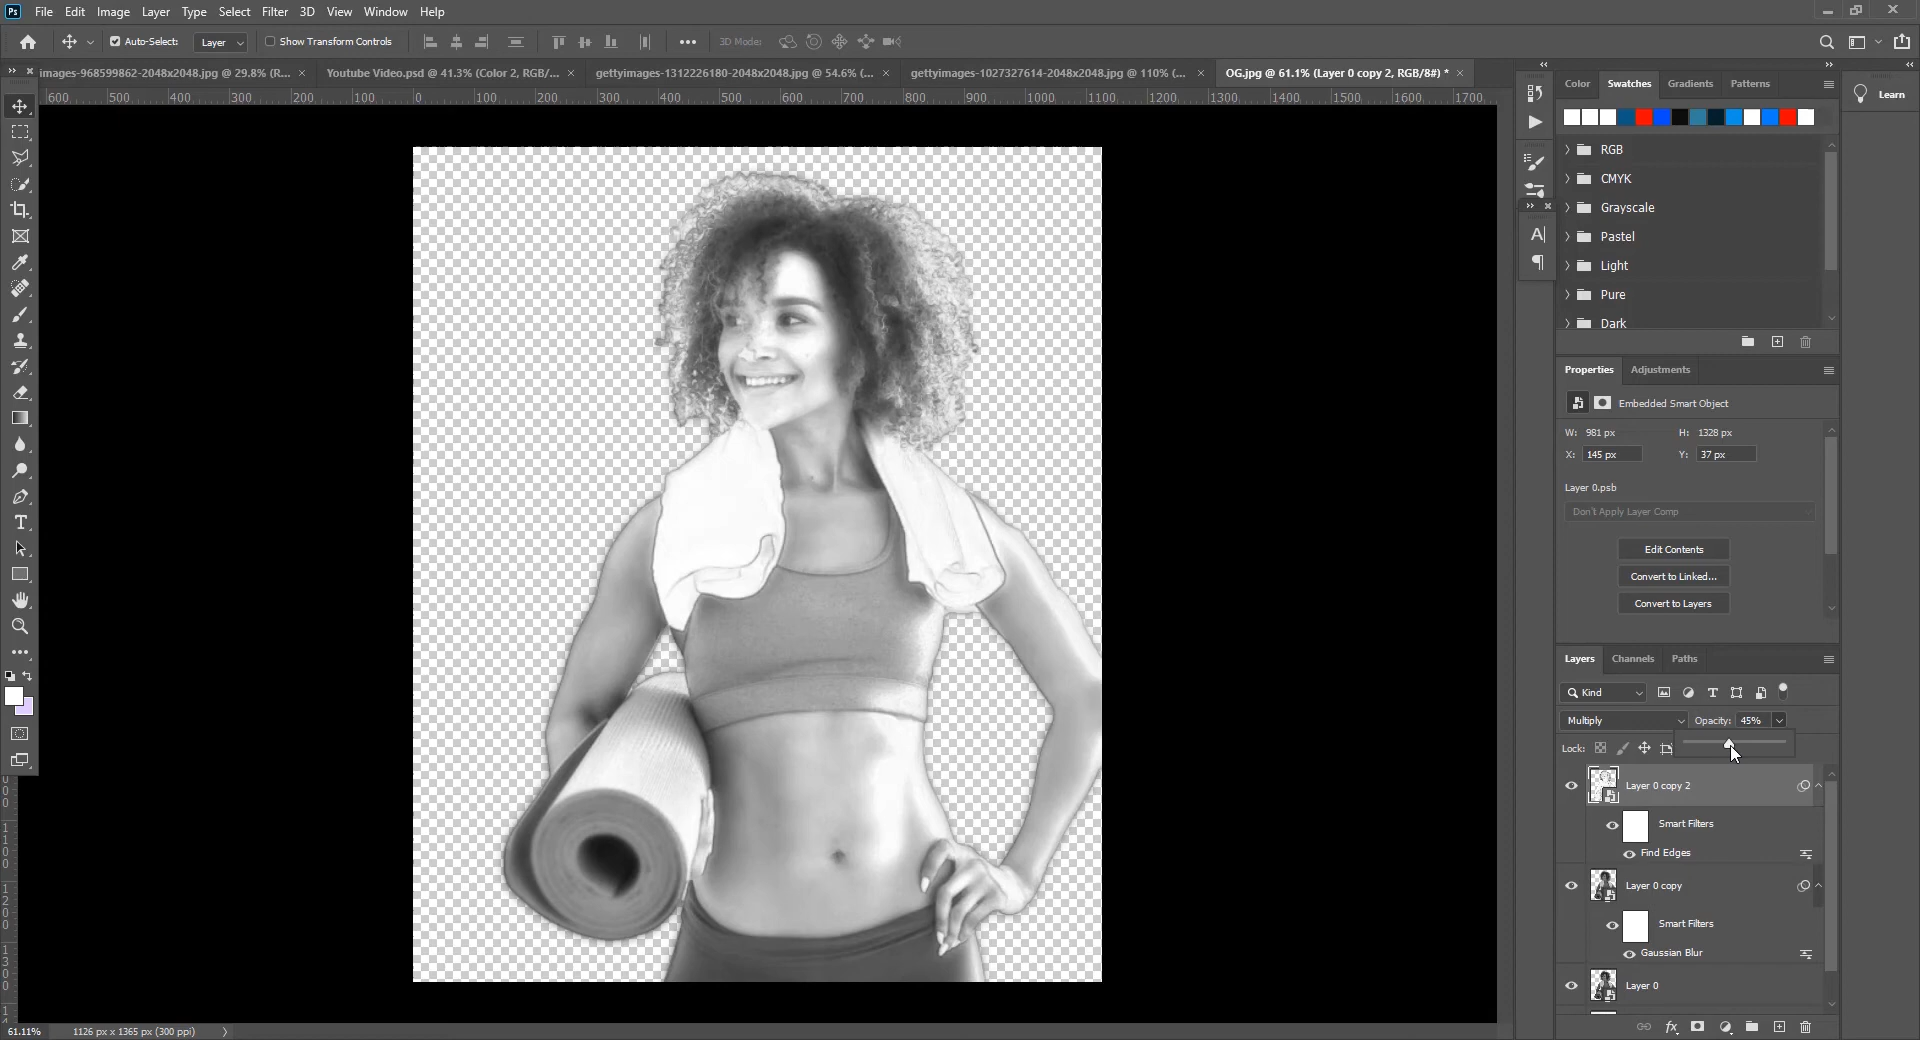 Ps File Edit Image Layer Type Select Filter 3D View Window Help
Auto-Select: Layer Show Transform Controls 3D Mode:
images-968599862-2048x2048.jpg @ 29.8% (R... Youtube Video.psd @ 41.3% (Color 2, RGB/... gettyimages-1312226180-2048x2048.jpg @ 54.6% (... gettyimages-1027327614-2048x2048.jpg @ 110% (... OG.jpg @ 61.1% (Layer 0 copy 2, RGB/8#) *
600 500 400 300 200 100 0 100 200 300 400 500 600 700 800 900 1000 1100 1200 1300 1400 1500 1600 1700
Color Swatches Gradients Patterns
Learn
RGB
CMYK
Grayscale
Pastel
Light
Pure
Dark
Properties Adjustments
Embedded Smart Object
W: 981 px H: 1328 px
X: 145 px Y: 37 px
Layer 0.psb
Don't Apply Layer Comp
Edit Contents
Convert to Linked...
Convert to Layers
Layers Channels Paths
Kind
Multiply Opacity: 45%
Lock:
Layer 0 copy 2
Smart Filters
Find Edges
Layer 0 copy
Smart Filters
Gaussian Blur
Layer 0
61.11% 1126 px x 1365 px (300 ppi)